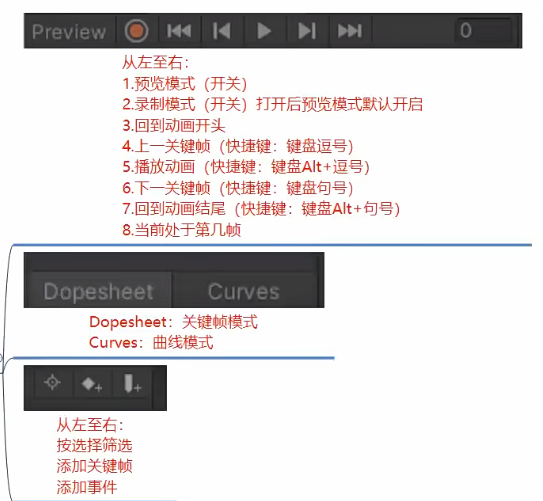 Preview 0
从左至右：
1.预览模式（开关）
2.录制模式（开关）打开后预览模式默认开启
3.回到动画开头
4.上一关键帧（快捷键：键盘逗号）
5.播放动画（快捷键：键盘Alt+逗号）
6.下一关键帧（快捷键：键盘句号）
7.回到动画结尾（快捷键：键盘Alt+句号）
8.当前处于第几帧
Dopesheet Curves
Dopesheet：关键帧模式
Curves：曲线模式
从左至右：
按选择筛选
添加关键帧
添加事件